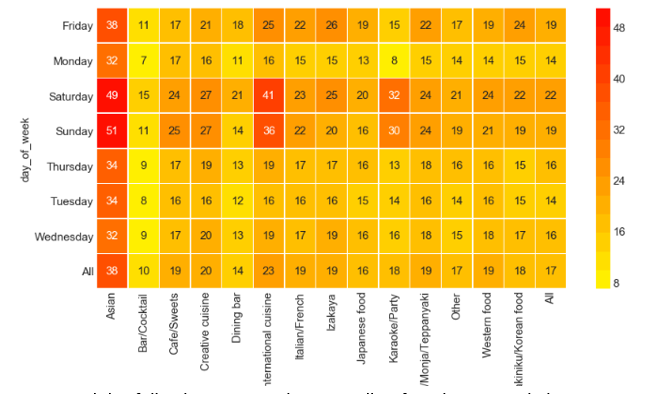 Friday 38 11 17 21 18 25 22 26 19 15 22 17 19 24 19
Monday 32 7 17 16 11 16 15 15 13 8 15 14 14 15 14
Saturday 49 15 24 27 21 41 23 25 20 32 24 21 24 22 22
Sunday 51 11 25 27 14 36 22 20 16 30 24 19 21 19 19
Thursday 34 9 17 19 13 19 17 17 16 13 18 16 16 15 16
Tuesday 34 8 16 16 12 16 16 16 15 14 16 14 16 15 14
Wednesday 32 9 17 20 13 19 17 19 16 16 18 15 18 17 16
All 38 10 19 20 14 23 19 19 16 18 19 17 19 18 17
day_of_week
Asian
Bar/Cocktail
Cafe/Sweets
Creative cuisine
Dining bar
nternational cuisine
Italian/French
Izakaya
Japanese food
Karaoke/Party
/Monja/Teppanyaki
Other
Western food
akiniku/Korean food
All
48
40
32
24
16
8